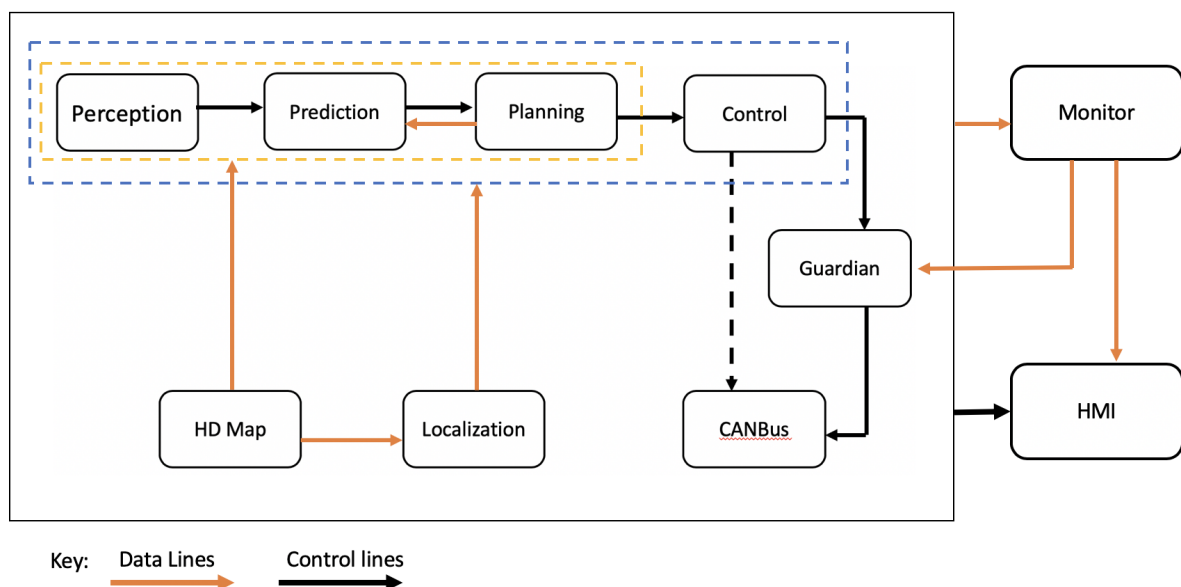 Perception
Prediction
Planning
Control
Monitor
Guardian
HD Map
Localization
CANBus
HMI
Key: Data Lines Control lines